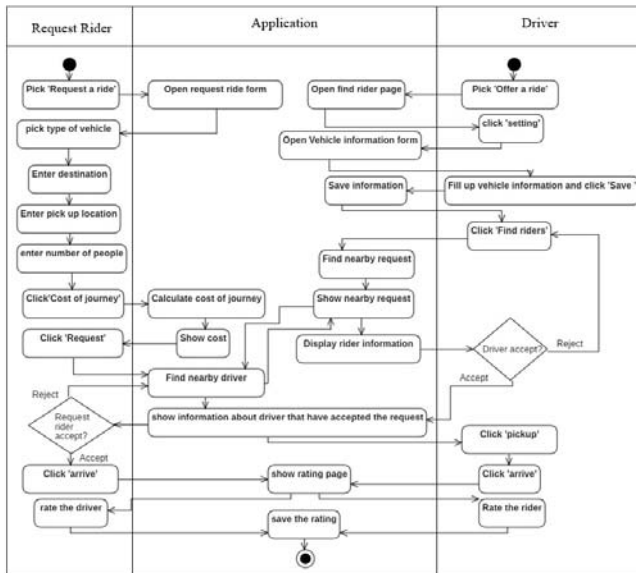 Request Rider
Application
Driver
Pick 'Request a ride'
Open request ride form
Open find rider page
Pick 'Offer a ride'
pick type of vehicle
click 'setting'
Open Vehicle information form
Enter destination
Save information
Fill up vehicle information and click 'Save '
Enter pick up location
Click 'Find riders'
enter number of people
Find nearby request
Click'Cost of journey'
Calculate cost of journey
Show nearby request
Click 'Request'
Show cost
Display rider information
Driver accept?
Reject
Find nearby driver
Accept
Reject
Request
rider
accept?
show information about driver that have accepted the request
Click 'pickup'
Accept
Click 'arrive'
show rating page
Click 'arrive'
rate the driver
Rate the rider
save the rating